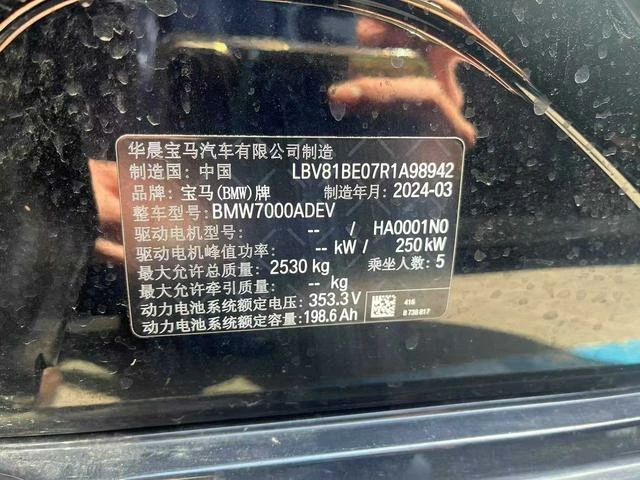 华晨宝马汽车有限公司制造
制造国: 中国 LBV81BE07R1A98942
品牌: 宝马(BMW)牌 制造年月: 2024-03
整车型号: BMW7000ADEV
驱动电机型号: -- / HA0001N0
驱动电机峰值功率: -- kW / 250 kW
最大允许总质量: 2530 kg 乘坐人数: 5
最大允许牵引质量: -- kg
动力电池系统额定电压: 353.3 V
动力电池系统额定容量: 198.6 Ah
416
8 738 817